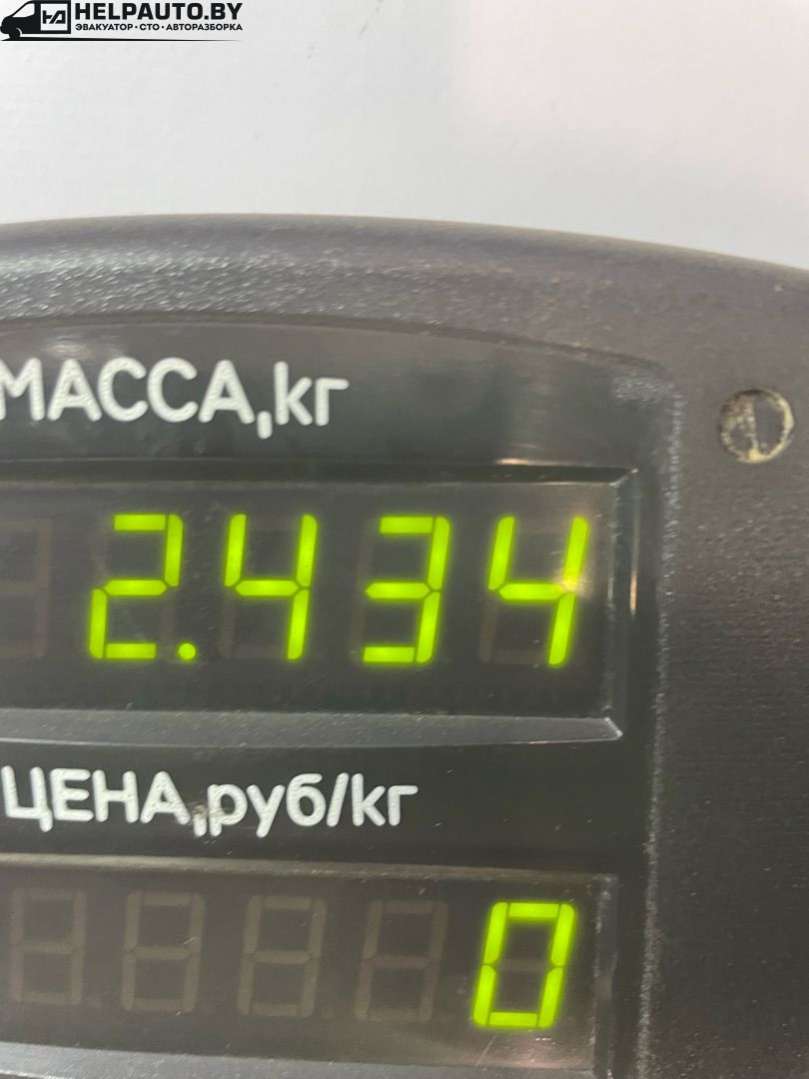 HELPAUTO.BY
ЭВАКУАТОР • СТО • АВТОРАЗБОРКА
МАССА,кг
2.434
ЦЕНА,руб/кг
0